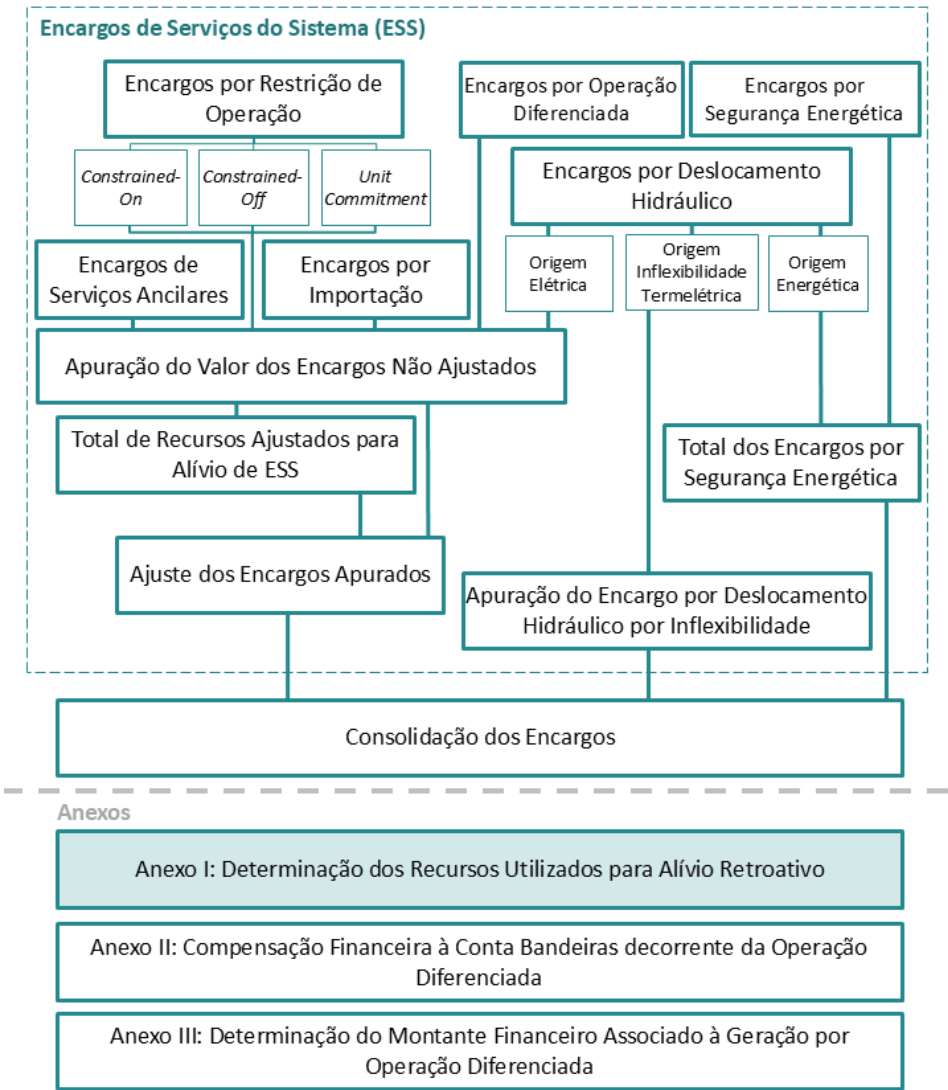 Encargos de Serviços do Sistema (ESS)
Encargos por Restrição de
Operação
Constrained-
On
Constrained-
Off
Unit
Commitment
Encargos por Operação
Diferenciada
Encargos por
Segurança Energética
Encargos por Deslocamento
Hidráulico
Encargos de
Serviços Ancilares
Encargos por
Importação
Origem
Elétrica
Origem
Inflexibilidade
Termelétrica
Origem
Energética
Apuração do Valor dos Encargos Não Ajustados
Total de Recursos Ajustados para
Alívio de ESS
Total dos Encargos por
Segurança Energética
Ajuste dos Encargos Apurados
Apuração do Encargo por Deslocamento
Hidráulico por Inflexibilidade
Consolidação dos Encargos
Anexos
Anexo I: Determinação dos Recursos Utilizados para Alívio Retroativo
Anexo II: Compensação Financeira à Conta Bandeiras decorrente da Operação
Diferenciada
Anexo III: Determinação do Montante Financeiro Associado à Geração por
Operação Diferenciada